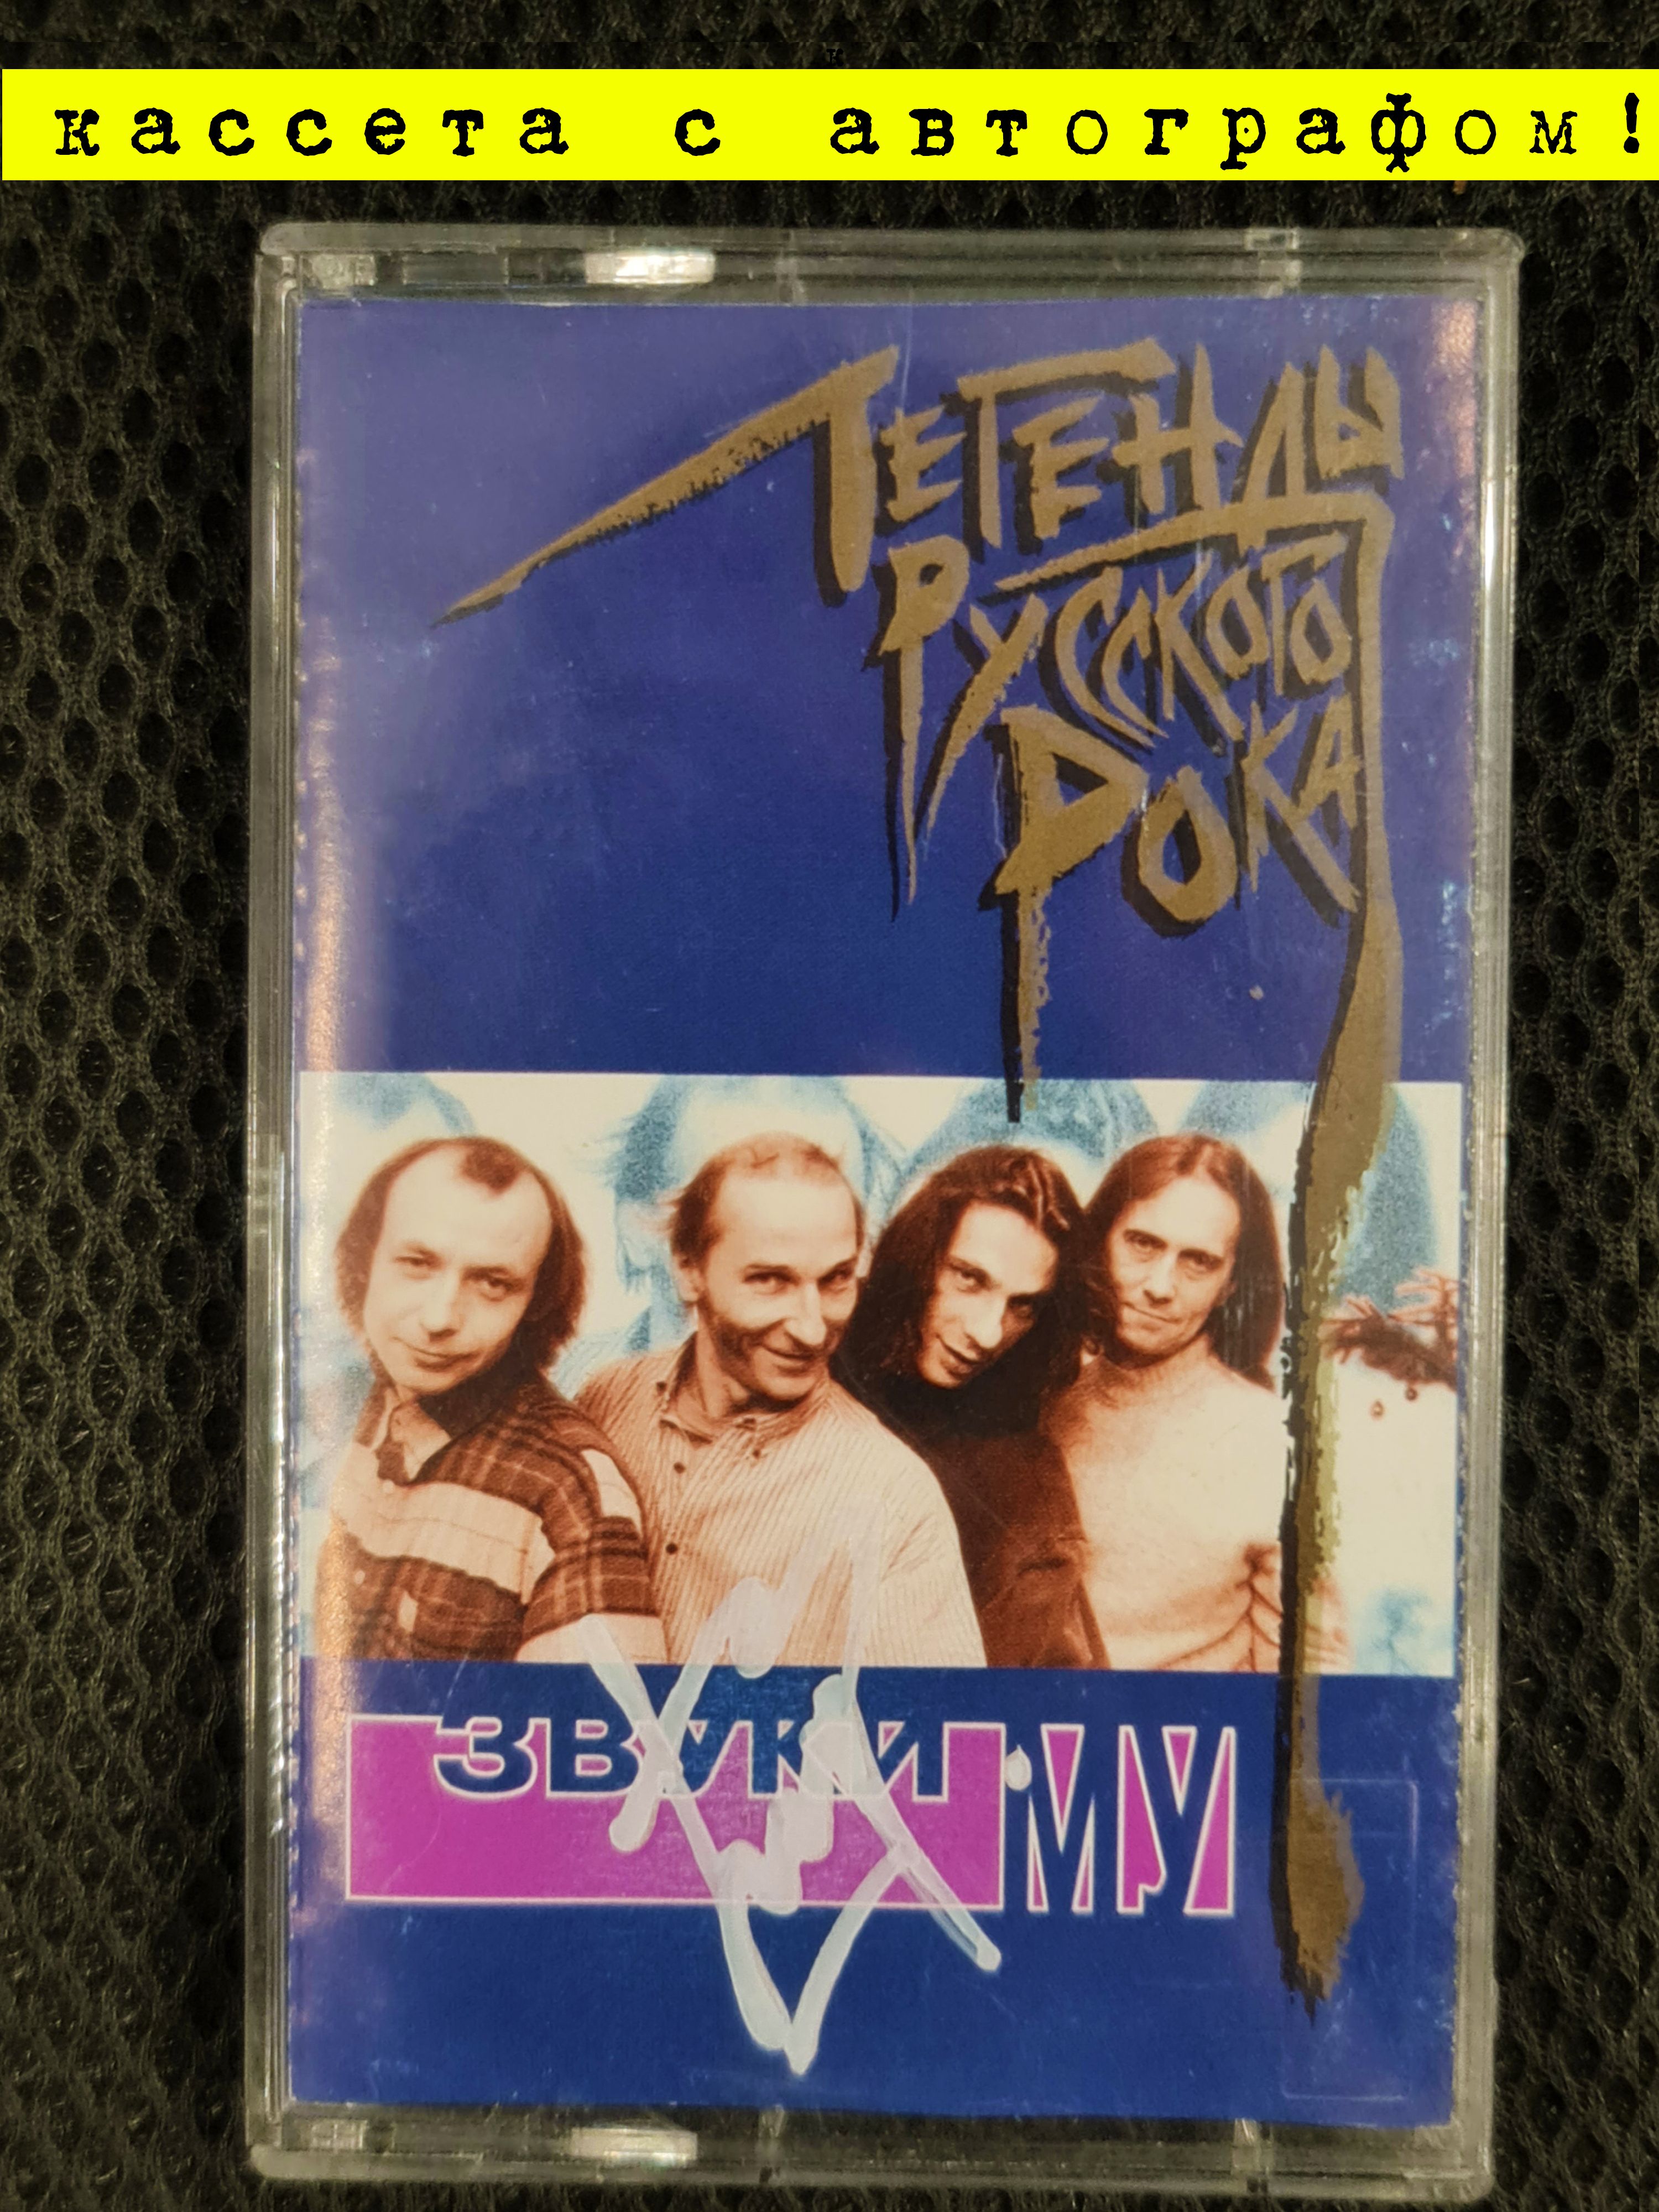 кассета с автографом!
ЛЕГЕНДЫ
РУССКОГО
РОКА
ЗВУКИ МУ